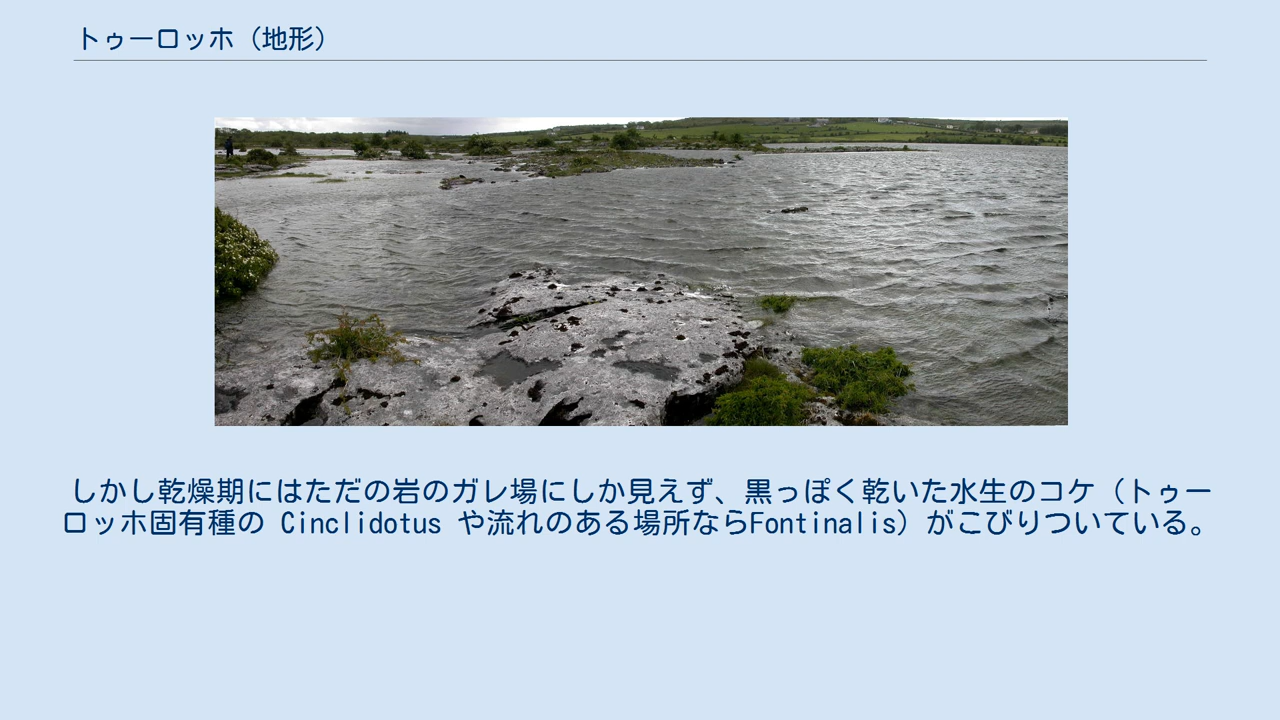 トゥーロッホ（地形）
しかし乾燥期にはただの岩のガレ場にしか見えず、黒っぽく乾いた水生のコケ（トゥー
ロッホ固有種の Cinclidotus や流れのある場所ならFontinalis）がこびりついている。